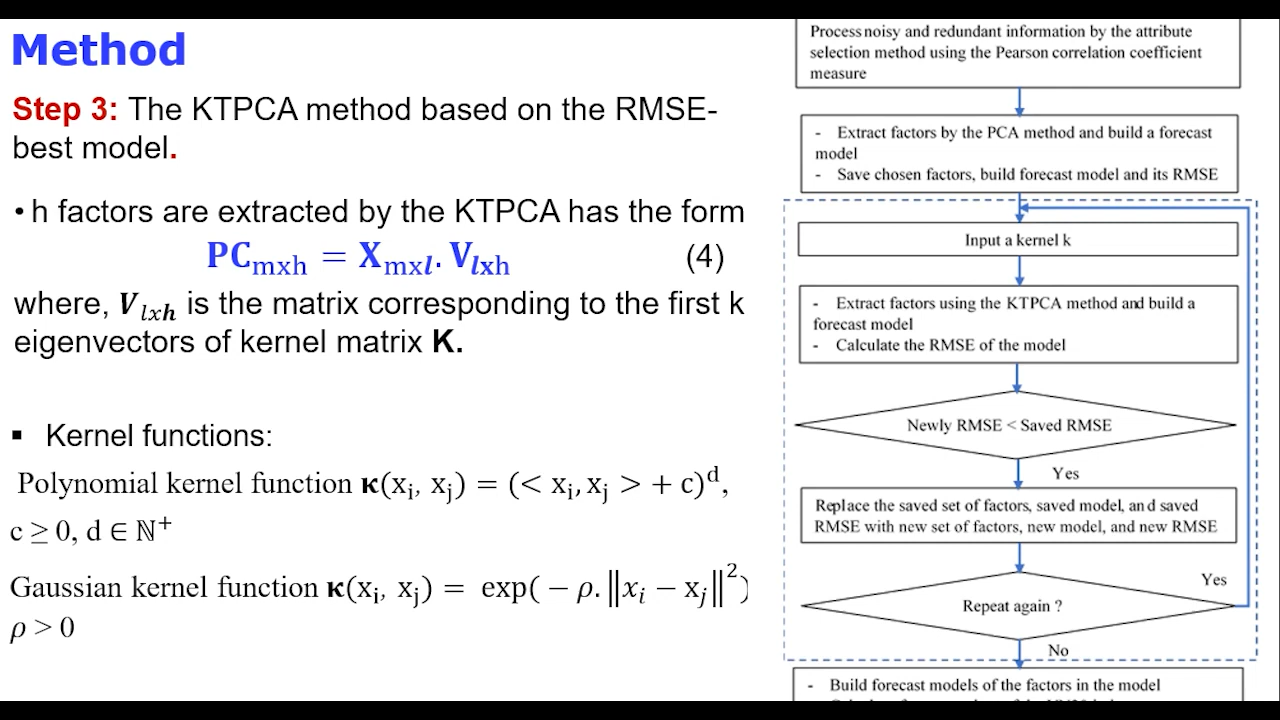 Method
Step 3: The KTPCA method based on the RMSE-
best model.
• h factors are extracted by the KTPCA has the form
PCmxh = Xmxl. Vlxh (4)
where, Vlxh is the matrix corresponding to the first k
eigenvectors of kernel matrix K.
▪ Kernel functions:
Polynomial kernel function κ(xi, xj) = (< xi, xj > + c)^d,
c ≥ 0, d ∈ ℕ⁺
Gaussian kernel function κ(xi, xj) = exp(− ρ. ‖xi − xj‖²)
ρ > 0
Process noisy and redundant information by the attribute
selection method using the Pearson correlation coefficient
measure
- Extract factors by the PCA method and build a forecast
model
- Save chosen factors, build forecast model and its RMSE
Input a kernel k
- Extract factors using the KTPCA method and build a
forecast model
- Calculate the RMSE of the model
Newly RMSE < Saved RMSE
Yes
Replace the saved set of factors, saved model, and saved
RMSE with new set of factors, new model, and new RMSE
Yes
Repeat again ?
No
- Build forecast models of the factors in the model